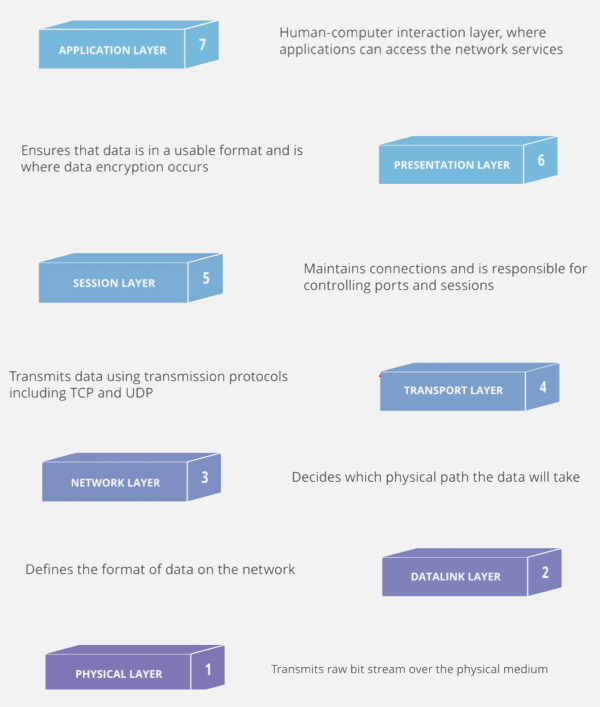 APPLICATION LAYER 7
Human-computer interaction layer, where
applications can access the network services
Ensures that data is in a usable format and is
where data encryption occurs
PRESENTATION LAYER 6
SESSION LAYER 5
Maintains connections and is responsible for
controlling ports and sessions
Transmits data using transmission protocols
including TCP and UDP
TRANSPORT LAYER 4
NETWORK LAYER 3
Decides which physical path the data will take
Defines the format of data on the network
DATALINK LAYER 2
PHYSICAL LAYER 1
Transmits raw bit stream over the physical medium